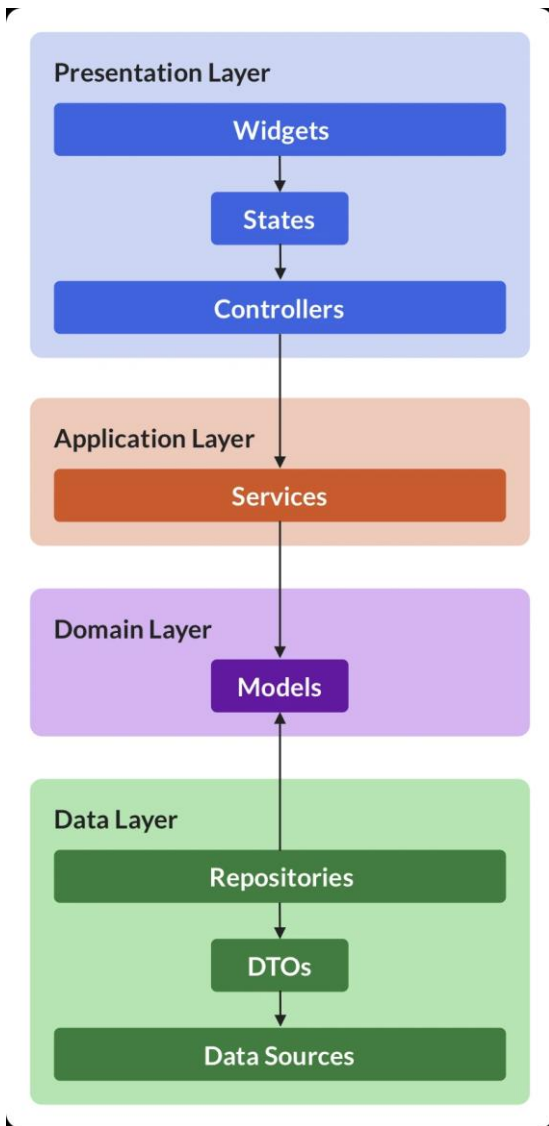 Presentation Layer
Widgets
States
Controllers
Application Layer
Services
Domain Layer
Models
Data Layer
Repositories
DTOs
Data Sources